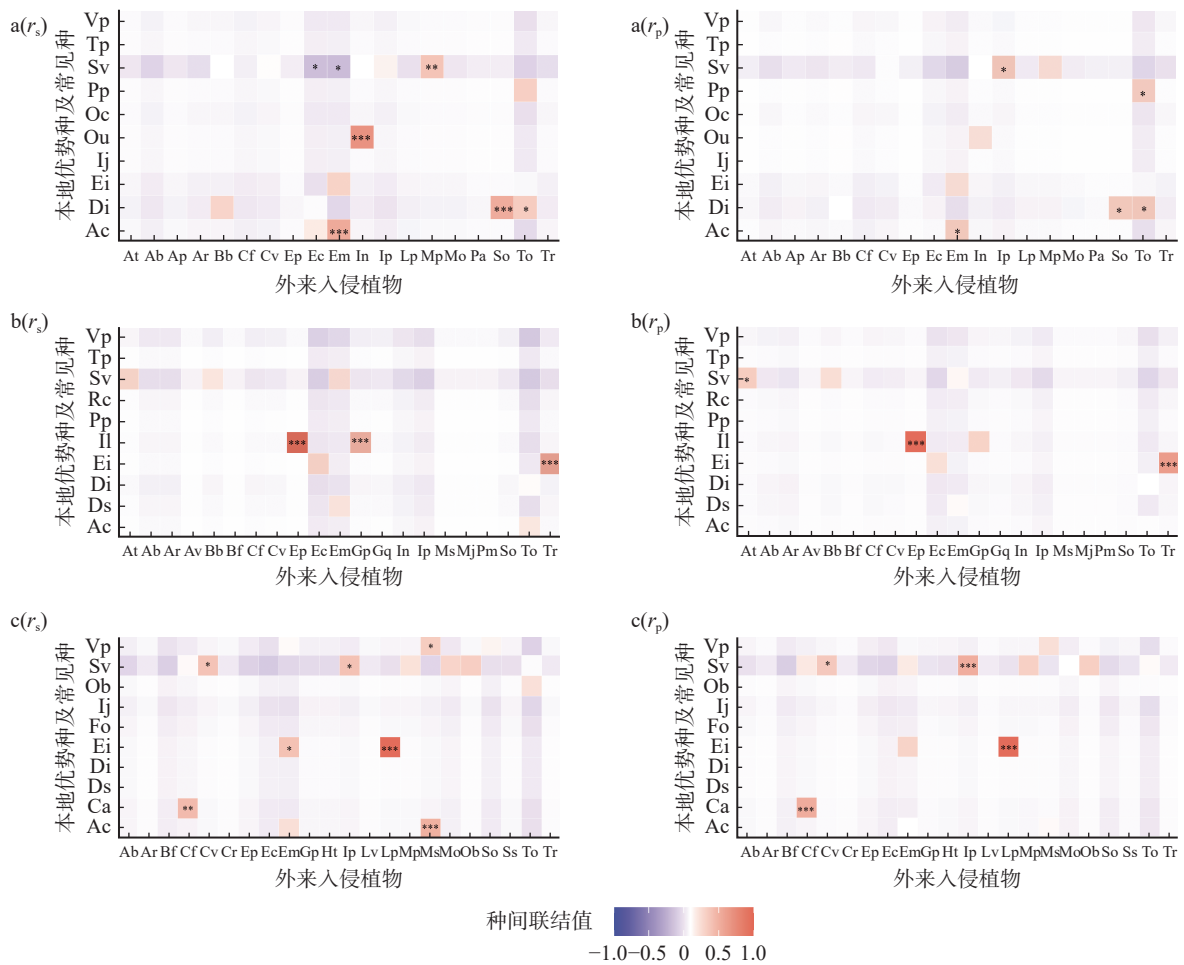 a(rs)
本地优势种及常见种
Vp
Tp
Sv * * **
Pp
Oc
Ou ***
Ij
Ei
Di *** *
Ac ***
At Ab Ap Ar Bb Cf Cv Ep Ec Em In Ip Lp Mp Mo Pa So To Tr
外来入侵植物
a(rp)
本地优势种及常见种
Vp
Tp
Sv *
Pp *
Oc
Ou
Ij
Ei
Di * *
Ac *
At Ab Ap Ar Bb Cf Cv Ep Ec Em In Ip Lp Mp Mo Pa So To Tr
外来入侵植物
b(rs)
本地优势种及常见种
Vp
Tp
Sv
Rc
Pp
Il *** ***
Ei ***
Di
Ds
Ac
At Ab Ar Av Bb Bf Cf Cv Ep Ec Em Gp Gq In Ip Ms Mj Pm So To Tr
外来入侵植物
b(rp)
本地优势种及常见种
Vp
Tp
Sv *
Rc
Pp
Il ***
Ei ***
Di
Ds
Ac
At Ab Ar Av Bb Bf Cf Cv Ep Ec Em Gp Gq In Ip Ms Mj Pm So To Tr
外来入侵植物
c(rs)
本地优势种及常见种
Vp *
Sv * *
Ob
Ij
Fo
Ei * ***
Di
Ds
Ca **
Ac ***
Ab Ar Bf Cf Cv Cr Ep Ec Em Gp Ht Ip Lv Lp Mp Ms Mo Ob So Ss To Tr
外来入侵植物
c(rp)
本地优势种及常见种
Vp
Sv * ***
Ob
Ij
Fo
Ei ***
Di
Ds
Ca ***
Ac
Ab Ar Bf Cf Cv Cr Ep Ec Em Gp Ht Ip Lv Lp Mp Ms Mo Ob So Ss To Tr
外来入侵植物
种间联结值
−1.0 −0.5 0 0.5 1.0